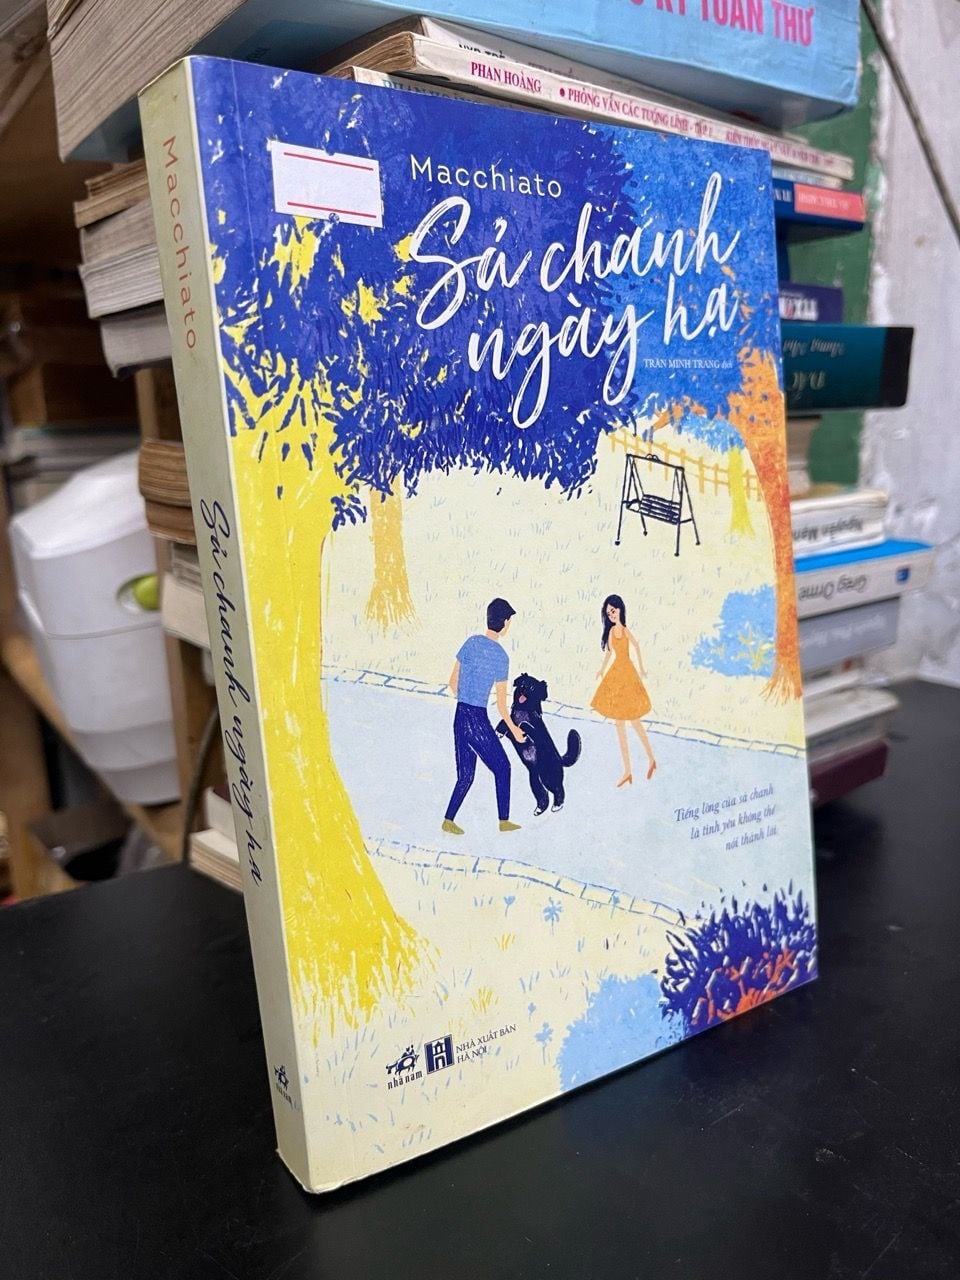 KÝ TOÀN THƯ
PHAN HOÀNG • PHỎNG VẤN CÁC TƯỚNG LĨNH - TẬP 1
Macchiato
Sả chanh
ngày hạ
TRẦN MINH TRANG dịch
Tiếng lòng của sả chanh
là tình yêu không thể
nói thành lời
nhã nam
NHÀ XUẤT BẢN
HÀ NỘI
Macchiato
Sả chanh ngày hạ
Greg Orme